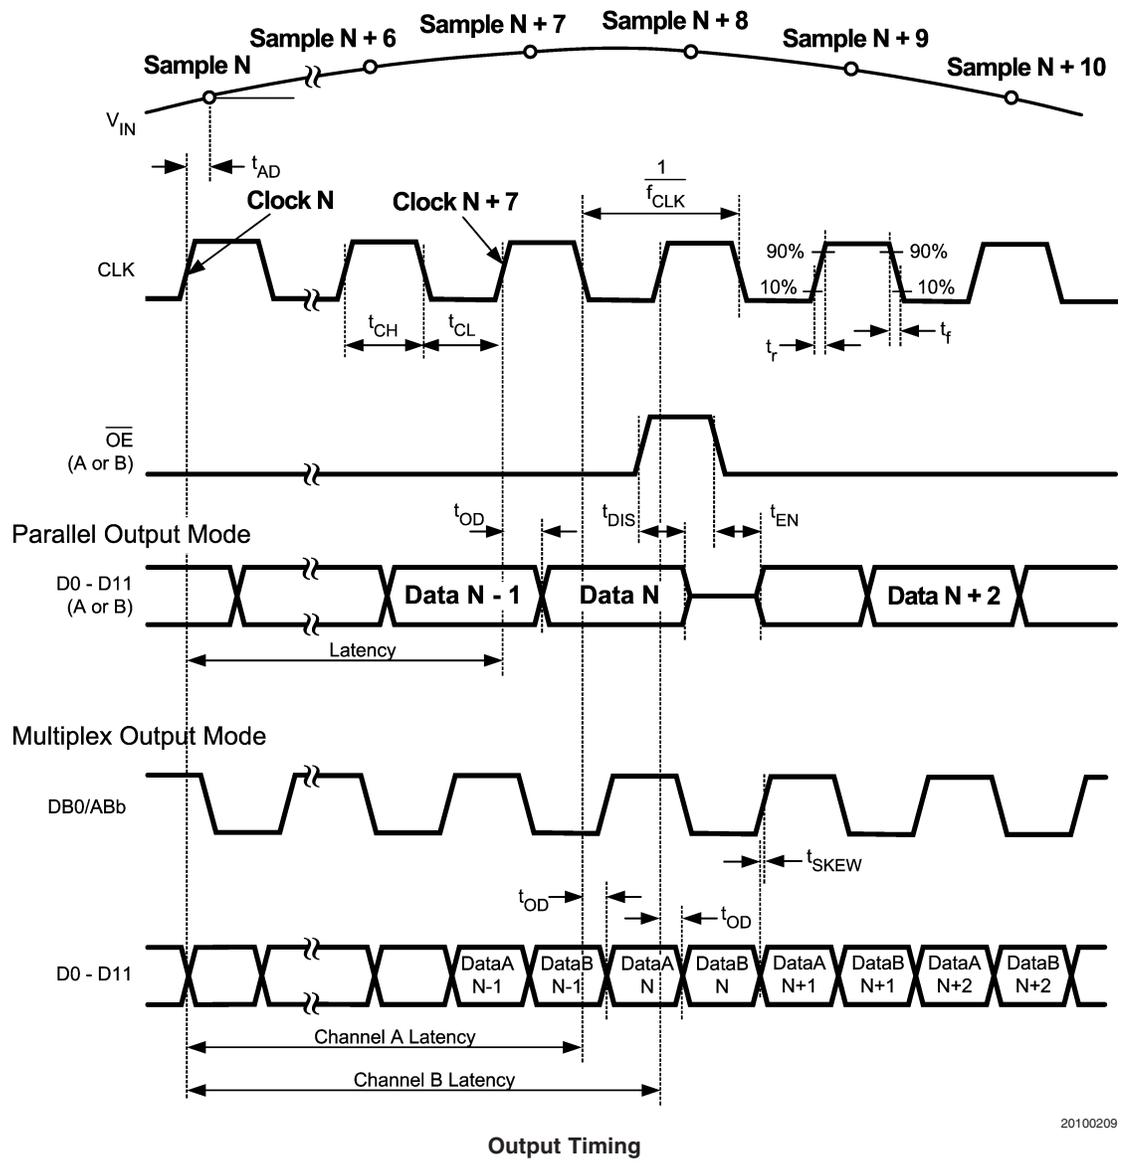 Sample N
Sample N + 6
Sample N + 7
Sample N + 8
Sample N + 9
Sample N + 10
VIN
tAD
Clock N
Clock N + 7
1
fCLK
CLK
90%
90%
10%
10%
tCH
tCL
tr
tf
OE
(A or B)
tOD
tDIS
tEN
Parallel Output Mode
D0 - D11
(A or B)
Data N - 1
Data N
Data N + 2
Latency
Multiplex Output Mode
DB0/ABb
tSKEW
tOD
tOD
D0 - D11
DataA
N-1
DataB
N-1
DataA
N
DataB
N
DataA
N+1
DataB
N+1
DataA
N+2
DataB
N+2
Channel A Latency
Channel B Latency
20100209
Output Timing